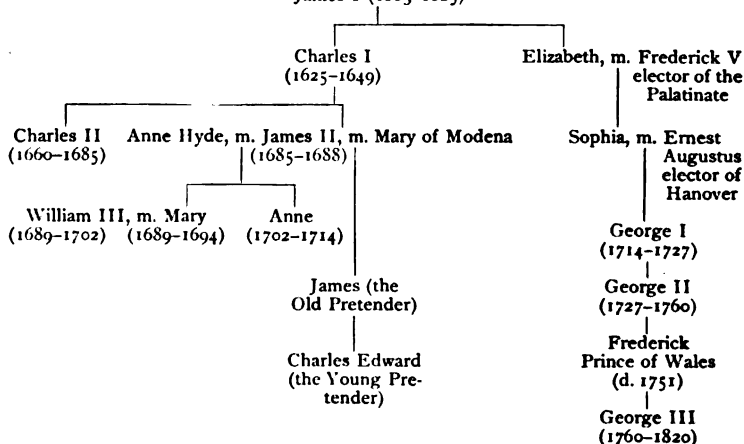 Charles I
(1625–1649)
Elizabeth, m. Frederick V
elector of the
Palatinate
Charles II
(1660–1685)
Anne Hyde, m. James II, m. Mary of Modena
(1685–1688)
Sophia, m. Ernest
Augustus
elector of
Hanover
William III, m. Mary
(1689–1702) (1689–1694)
Anne
(1702–1714)
George I
(1714–1727)
James (the
Old Pretender)
George II
(1727–1760)
Charles Edward
(the Young Pre-
tender)
Frederick
Prince of Wales
(d. 1751)
George III
(1760–1820)